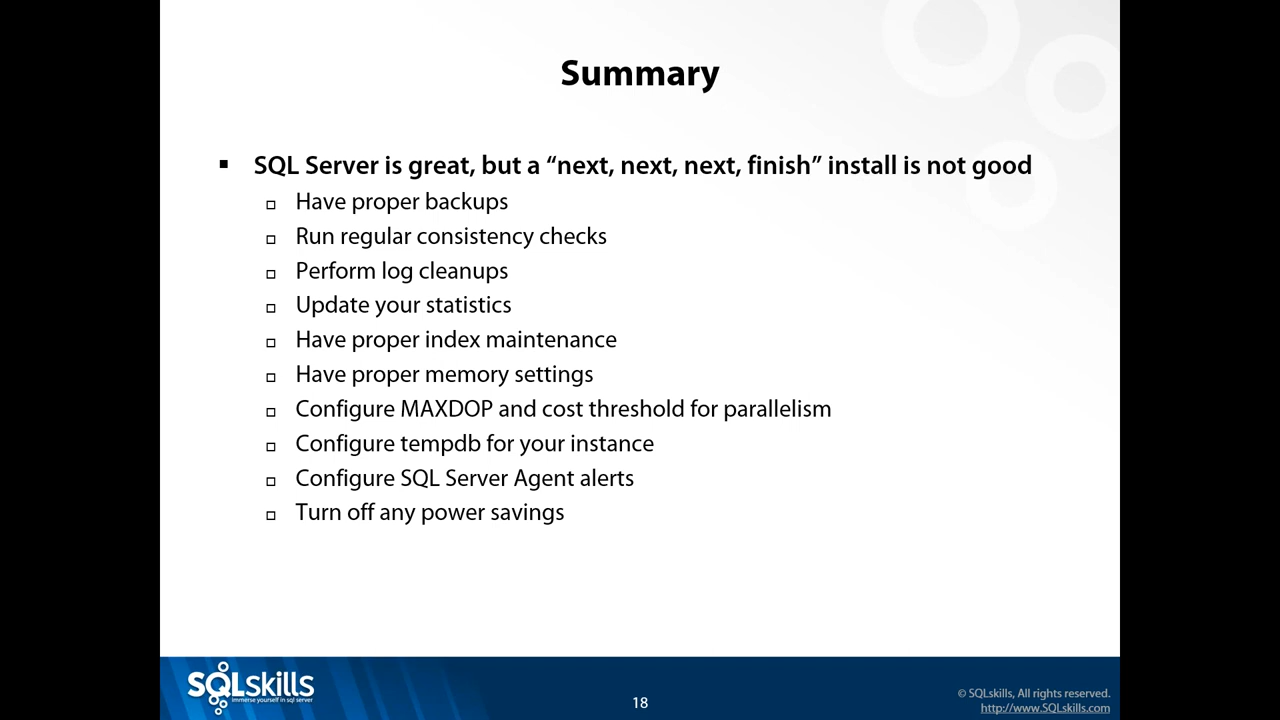 Summary
SQL Server is great, but a “next, next, next, finish” install is not good
Have proper backups
Run regular consistency checks
Perform log cleanups
Update your statistics
Have proper index maintenance
Have proper memory settings
Configure MAXDOP and cost threshold for parallelism
Configure tempdb for your instance
Configure SQL Server Agent alerts
Turn off any power savings
SQLskills
immerse yourself in sql server
18
© SQLskills, All rights reserved.
http://www.SQLskills.com